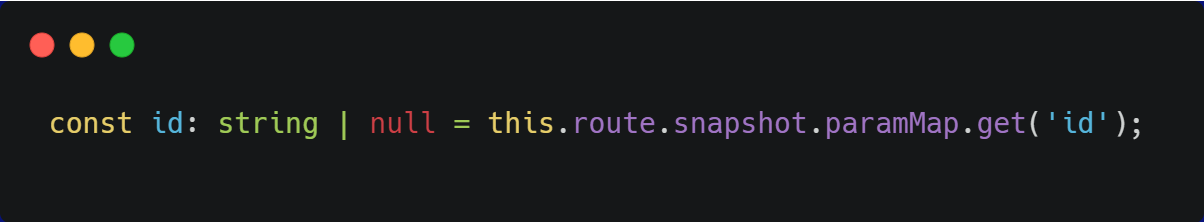 const id: string | null = this.route.snapshot.paramMap.get('id');